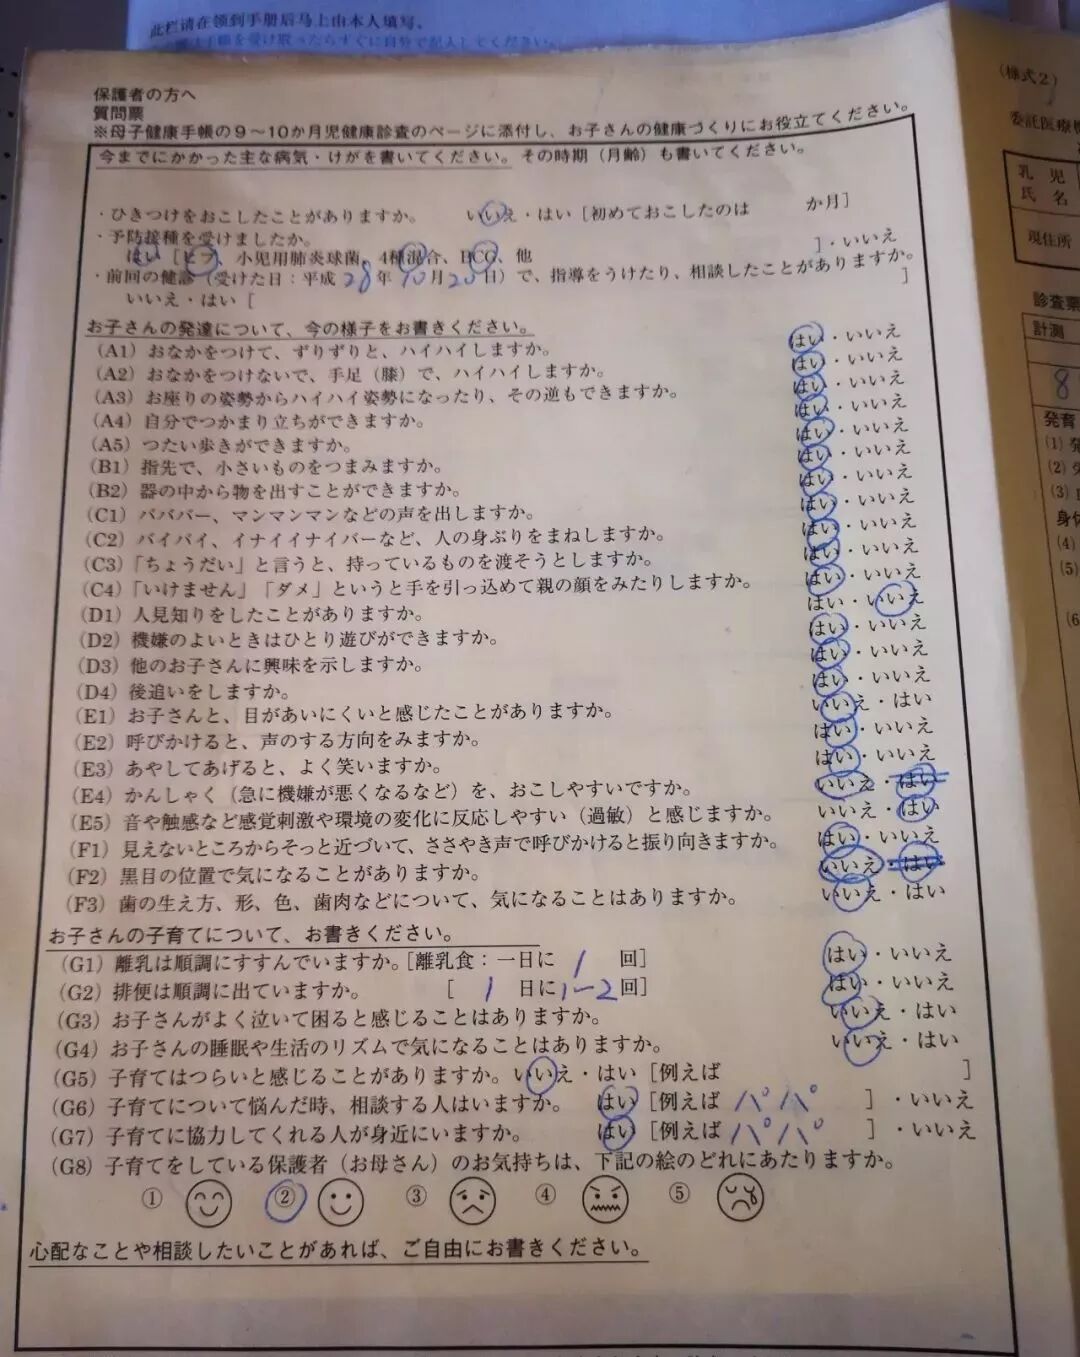 此栏请在领到手册后马上由本人填写、
手帳を受け取ったらすぐに自分で記入してください。
保護者の方へ
質問票
※母子健康手帳の9～10か月児健康診査のページに添付し、お子さんの健康づくりにお役立てください。
今までにかかった主な病気・けがを書いてください。その時期（月齢）も書いてください。
・ひきつけをおこしたことがありますか。 いいえ・はい［初めておこしたのは か月］
・予防接種を受けましたか。
はい［ヒブ、小児用肺炎球菌、4種混合、BCG、他 ］・いいえ
・前回の健診（受けた日：平成28年10月20日）で、指導をうけたり、相談したことがありますか。
いいえ・はい［ ］
お子さんの発達について、今の様子をお書きください。
（A1）おなかをつけて、ずりずりと、ハイハイしますか。 はい・いいえ
（A2）おなかをつけないで、手足（膝）で、ハイハイしますか。 はい・いいえ
（A3）お座りの姿勢からハイハイ姿勢になったり、その逆もできますか。 はい・いいえ
（A4）自分でつかまり立ちができますか。 はい・いいえ
（A5）つたい歩きができますか。 はい・いいえ
（B1）指先で、小さいものをつまみますか。 はい・いいえ
（B2）器の中から物を出すことができますか。 はい・いいえ
（C1）バババー、マンマンマンなどの声を出しますか。 はい・いいえ
（C2）バイバイ、イナイイナイバーなど、人の身ぶりをまねしますか。 はい・いいえ
（C3）「ちょうだい」と言うと、持っているものを渡そうとしますか。 はい・いいえ
（C4）「いけません」「ダメ」というと手を引っ込めて親の顔をみたりしますか。 はい・いいえ
（D1）人見知りをしたことがありますか。 はい・いいえ
（D2）機嫌のよいときはひとり遊びができますか。 はい・いいえ
（D3）他のお子さんに興味を示しますか。 はい・いいえ
（D4）後追いをしますか。 はい・いいえ
（E1）お子さんと、目があいにくいと感じたことがありますか。 いいえ・はい
（E2）呼びかけると、声のする方向をみますか。 はい・いいえ
（E3）あやしてあげると、よく笑いますか。 はい・いいえ
（E4）かんしゃく（急に機嫌が悪くなるなど）を、おこしやすいですか。 いいえ・はい
（E5）音や触感など感覚刺激や環境の変化に反応しやすい（過敏）と感じますか。 いいえ・はい
（F1）見えないところからそっと近づいて、ささやき声で呼びかけると振り向きますか。 はい・いいえ
（F2）黒目の位置で気になることがありますか。 いいえ・はい
（F3）歯の生え方、形、色、歯肉などについて、気になることはありますか。 いいえ・はい
お子さんの子育てについて、お書きください。
（G1）離乳は順調にすすんでいますか。［離乳食：一日に 1 回］ はい・いいえ
（G2）排便は順調に出ていますか。 ［ 1 日に1-2回］ はい・いいえ
（G3）お子さんがよく泣いて困ると感じることはありますか。 いいえ・はい
（G4）お子さんの睡眠や生活のリズムで気になることはありますか。 いいえ・はい
（G5）子育てはつらいと感じることがありますか。いいえ・はい［例えば ］
（G6）子育てについて悩んだ時、相談する人はいますか。 はい［例えば パパ ］・いいえ
（G7）子育てに協力してくれる人が身近にいますか。 はい［例えば パパ ］・いいえ
（G8）子育てをしている保護者（お母さん）のお気持ちは、下記の絵のどれにあたりますか。
① ② ③ ④ ⑤
心配なことや相談したいことがあれば、ご自由にお書きください。
（様式2）
委託医療機
乳児
氏名
現住所
診査票
計測
8
発育
(1)
(2)
(3)
(4)
(5)
(6